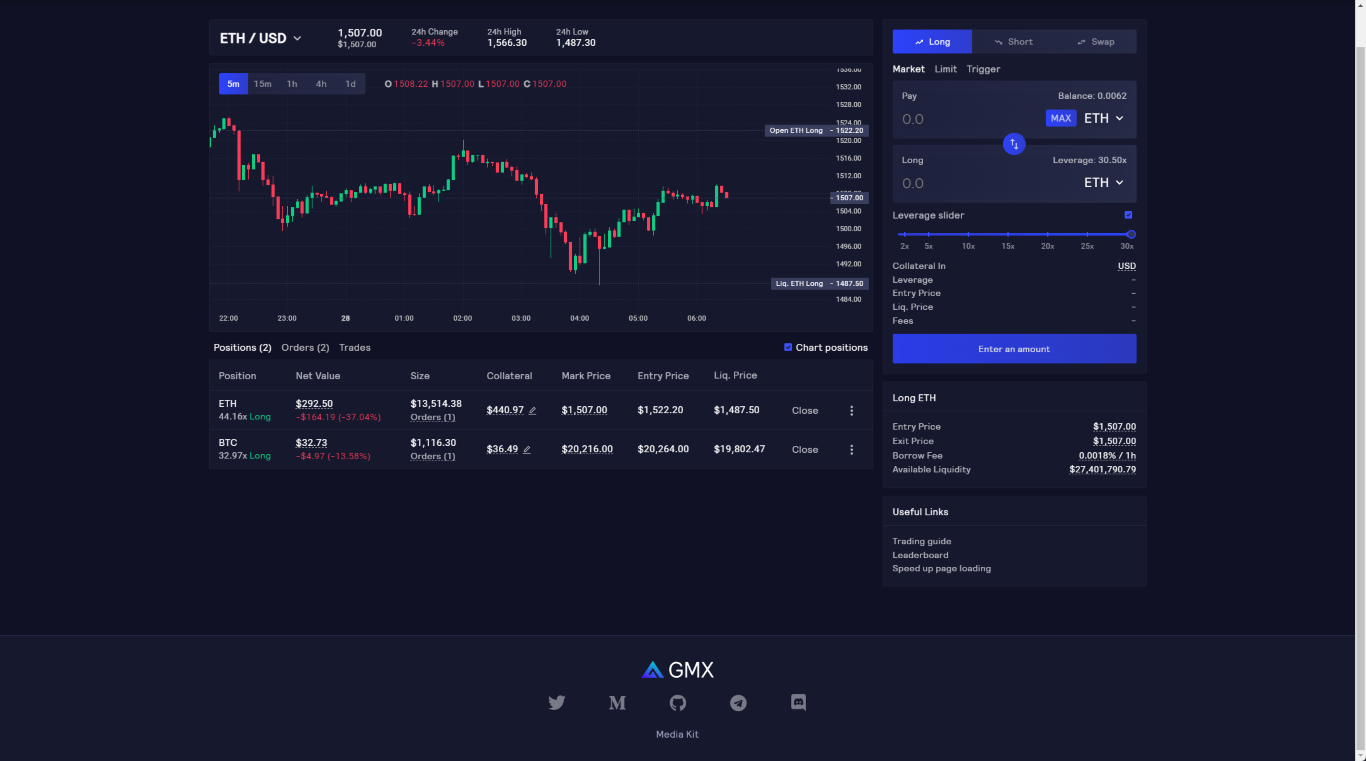 ETH / USD
1,507.00
$1,507.00
24h Change
-3.44%
24h High
1,566.30
24h Low
1,487.30
5m 15m 1h 4h 1d
O 1508.22 H 1507.00 L 1507.00 C 1507.00
1536.00
1532.00
1528.00
1524.00
Open ETH Long - 1522.20
1520.00
1516.00
1512.00
1507.00
1504.00
1500.00
1496.00
1492.00
Liq. ETH Long - 1487.50
1484.00
22:00 23:00 28 01:00 02:00 03:00 04:00 05:00 06:00
Positions (2) Orders (2) Trades
Chart positions
Position Net Value Size Collateral Mark Price Entry Price Liq. Price
ETH
44.16x Long
$292.50
-$164.19 (-37.04%)
$13,514.38
Orders (1)
$440.97 $1,507.00 $1,522.20 $1,487.50 Close
BTC
32.97x Long
$32.73
-$4.97 (-13.58%)
$1,116.30
Orders (1)
$36.49 $20,216.00 $20,264.00 $19,802.47 Close
Long Short Swap
Market Limit Trigger
Pay Balance: 0.0062
0.0 MAX ETH
Long Leverage: 30.50x
0.0 ETH
Leverage slider
2x 5x 10x 15x 20x 25x 30x
Collateral In USD
Leverage -
Entry Price -
Liq. Price -
Fees -
Enter an amount
Long ETH
Entry Price $1,507.00
Exit Price $1,507.00
Borrow Fee 0.0018% / 1h
Available Liquidity $27,401,790.79
Useful Links
Trading guide
Leaderboard
Speed up page loading
GMX
Media Kit